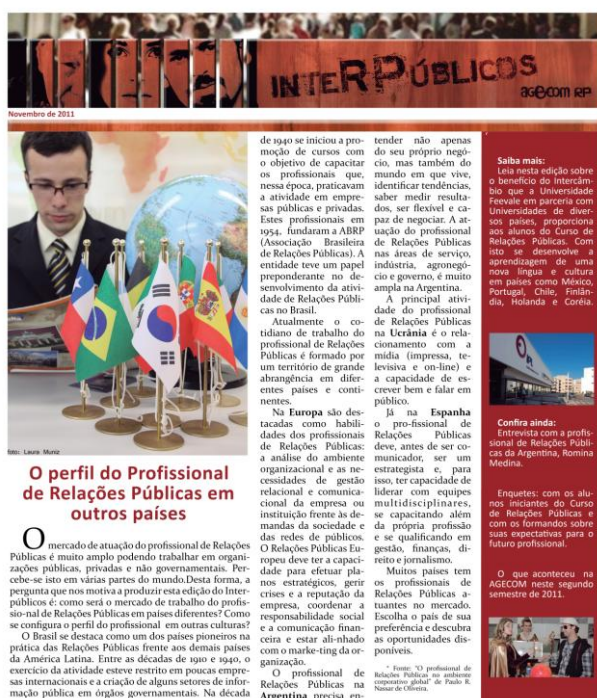 INTERPÚBLICOS
agecom RP
Novembro de 2011
foto: Laura Muniz
O perfil do Profissional
de Relações Públicas em
outros países
O mercado de atuação do profissional de Relações
Públicas é muito amplo podendo trabalhar em organi-
zações públicas, privadas e não governamentais. Per-
cebe-se isto em várias partes do mundo.Desta forma, a
pergunta que nos motiva a produzir esta edição do Inter-
públicos é: como será o mercado de trabalho do profis-
sio-nal de Relações Públicas em países diferentes? Como
se configura o perfil do profissional em outras culturas?
O Brasil se destaca como um dos países pioneiros na
prática das Relações Públicas frente aos demais países
da América Latina. Entre as décadas de 1910 e 1940, o
exercício da atividade esteve restrito em poucas empre-
sas internacionais e a criação de alguns setores de infor-
mação pública em órgãos governamentais. Na década
de 1940 se iniciou a pro-
moção de cursos com
o objetivo de capacitar
os profissionais que,
nessa época, praticavam
a atividade em empre-
sas públicas e privadas.
Estes profissionais em
1954, fundaram a ABRP
(Associação Brasileira
de Relações Públicas). A
entidade teve um papel
preponderante no de-
senvolvimento da ativi-
dade de Relações Públi-
cas no Brasil.
Atualmente o co-
tidiano de trabalho do
profissional de Relações
Públicas é formado por
um território de grande
abrangência em difer-
entes países e conti-
nentes.
Na Europa são des-
tacadas como habili-
dades dos profissionais
de Relações Públicas:
a análise do ambiente
organizacional e as ne-
cessidades de gestão
relacional e comunica-
cional da empresa ou
instituição frente às de-
mandas da sociedade e
das redes de públicos.
O Relações Públicas Eu-
ropeu deve ter a capaci-
dade para efetuar pla-
nos estratégicos, gerir
crises e a reputação da
empresa, coordenar a
responsabilidade social
e a comunicação finan-
ceira e estar ali-nhado
com o marke-ting da or-
ganização.
O profissional de
Relações Públicas na
Argentina precisa en-
tender não apenas
do seu próprio negó-
cio, mas também do
mundo em que vive,
identificar tendências,
saber medir resulta-
dos, ser flexível e ca-
paz de negociar. A at-
uação do profissional
de Relações Públicas
nas áreas de serviço,
indústria, agronegó-
cio e governo, é muito
ampla na Argentina.
A principal ativi-
dade do profissional
de Relações Públicas
na Ucrânia é o rela-
cionamento com a
mídia (impressa, te-
levisiva e on-line) e
a capacidade de es-
crever bem e falar em
público.
Já na Espanha
o pro-fissional de
Relações Públicas
deve, antes de ser co-
municador, ser um
estrategista e, para
isso, ter capacidade de
liderar com equipes
multidisciplinares,
se capacitando além
da própria profissão
e se qualificando em
gestão, finanças, di-
reito e jornalismo.
Muitos países tem
os profissionais de
Relações Públicas a-
tuantes no mercado.
Escolha o país de sua
preferência e descubra
as oportunidades dis-
poníveis.
* Fonte: "O profissional de
Relações Públicas no ambiente
corporativo global" de Paulo R.
Nassar de Oliveira.
Saiba mais:
Leia nesta edição sobre
o benefício do Intercâm-
bio que a Universidade
Feevale em parceria com
Universidades de diver-
sos países, proporciona
aos alunos do Curso de
Relações Públicas. Com
isto se desenvolve a
aprendizagem de uma
nova língua e cultura
em países como México,
Portugal, Chile, Finlân-
dia, Holanda e Coréia.
Confira ainda:
Entrevista com a profis-
sional de Relações Públi-
cas da Argentina, Romina
Medina.
Enquetes: com os alu-
nos iniciantes do Curso
de Relações Públicas e
com os formandos sobre
suas expectativas para o
futuro profissional.
O que aconteceu na
AGECOM neste segundo
semestre de 2011.